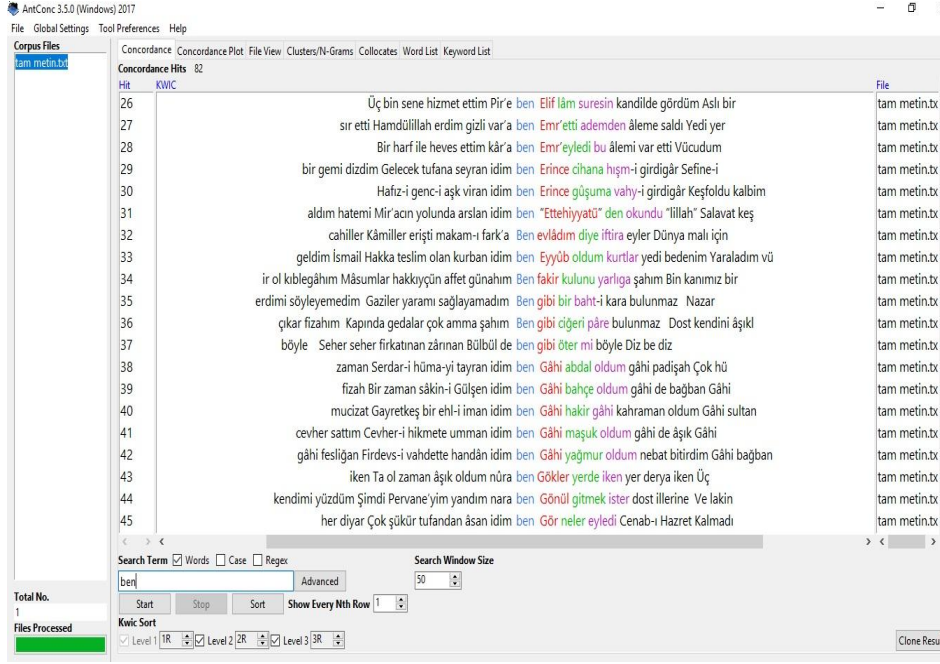 AntConc 3.5.0 (Windows) 2017
File Global Settings Tool Preferences Help
Corpus Files
tam metin.txt
Concordance Concordance Plot File View Clusters/N-Grams Collocates Word List Keyword List
Concordance Hits 82
Hit KWIC File
26 Üç bin sene hizmet ettim Pir’e ben Elif lâm suresin kandilde gördüm Aslı bir tam metin.tx
27 sır etti Hamdülillah erdim gizli var’a ben Emr’etti ademden âleme saldı Yedi yer tam metin.tx
28 Bir harf ile heves ettim kâr’a ben Emr’eyledi bu âlemi var etti Vücudum tam metin.tx
29 bir gemi dizdim Gelecek tufana seyran idim ben Erince cihana hışm-i girdigâr Sefine-i tam metin.tx
30 Hafız-i genc-i aşk viran idim ben Erince gûşuma vahy-i girdigâr Keşfoldu kalbim tam metin.tx
31 aldım hatemi Mir’acın yolunda arslan idim ben “Ettehiyyatü” den okundu “lillah” Salavat keş tam metin.tx
32 cahiller Kâmiller erişti makam-ı fark’a Ben evlâdım diye iftira eyler Dünya malı için tam metin.tx
33 geldim İsmail Hakka teslim olan kurban idim ben Eyyûb oldum kurtlar yedi bedenim Yaraladım vü tam metin.tx
34 ir ol kıblegâhım Mâsumlar hakkıyçün affet günahım Ben fakir kulunu yarlıga şahım Bin kanımız bir tam metin.tx
35 erdimi söyleyemedim Gaziler yaramı sağlayamadım Ben gibi bir baht-i kara bulunmaz Nazar tam metin.tx
36 çıkar fizahım Kapında gedalar çok amma şahım Ben gibi ciğeri pâre bulunmaz Dost kendini âşıkl tam metin.tx
37 böyle Seher seher firkatınan zârınan Bülbül de ben gibi öter mi böyle Diz be diz tam metin.tx
38 zaman Serdar-i hüma-yi tayran idim ben Gâhi abdal oldum gâhi padişah Çok hü tam metin.tx
39 fizah Bir zaman sâkin-i Gülşen idim ben Gâhi bahçe oldum gâhi de bağban Gâhi tam metin.tx
40 mucizat Gayretkeş bir ehl-i iman idim ben Gâhi hakir gâhi kahraman oldum Gâhi sultan tam metin.tx
41 cevher sattım Cevher-i hikmete umman idim ben Gâhi maşuk oldum gâhi de âşık Gâhi tam metin.tx
42 gâhi fesliğan Firdevs-i vahdette handân idim ben Gâhi yağmur oldum nebat bitirdim Gâhi bağban tam metin.tx
43 iken Ta ol zaman âşık oldum nûra ben Gökler yerde iken yer derya iken Üç tam metin.tx
44 kendimi yüzdüm Şimdi Pervane’yim yandım nara ben Gönül gitmek ister dost illerine Ve lakin tam metin.tx
45 her diyar Çok şükür tufandan âsan idim ben Gör neler eyledi Cenab-ı Hazret Kalmadı tam metin.tx
Search Term Words Case Regex Search Window Size
ben Advanced 50
Total No.
1
Start Stop Sort Show Every Nth Row 1
Files Processed
Kwic Sort
Level 1 1R Level 2 2R Level 3 3R Clone Resu